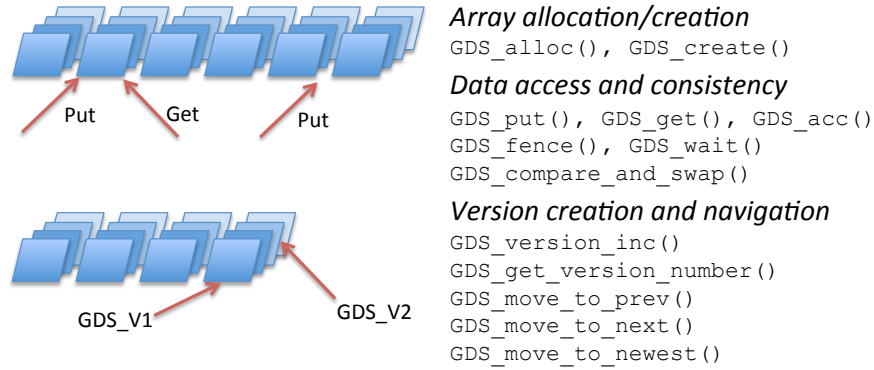 Put
Get
Put
GDS_V1
GDS_V2
Array allocation/creation
GDS_alloc(), GDS_create()
Data access and consistency
GDS_put(), GDS_get(), GDS_acc()
GDS_fence(), GDS_wait()
GDS_compare_and_swap()
Version creation and navigation
GDS_version_inc()
GDS_get_version_number()
GDS_move_to_prev()
GDS_move_to_next()
GDS_move_to_newest()